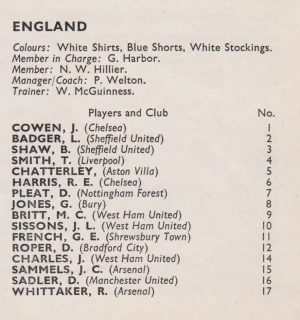 ENGLAND
Colours: White Shirts, Blue Shorts, White Stockings.
Member in Charge: G. Harbor.
Member: N. W. Hillier.
Manager/Coach: P. Welton.
Trainer: W. McGuinness.
Players and Club No.
COWEN, J. (Chelsea) 1
BADGER, L. (Sheffield United) 2
SHAW, B. (Sheffield United) 3
SMITH, T. (Liverpool) 4
CHATTERLEY, (Aston Villa) 5
HARRIS, R. E. (Chelsea) 6
PLEAT, D. (Nottingham Forest) 7
JONES, G. (Bury) 8
BRITT, M. C. (West Ham United) 9
SISSONS, J. L. (West Ham United) 10
FRENCH, G. E. (Shrewsbury Town) 11
ROPER, D. (Bradford City) 12
CHARLES, J. (West Ham United) 14
SAMMELS, J. C. (Arsenal) 15
SADLER, D. (Manchester United) 16
WHITTAKER, R. (Arsenal) 17